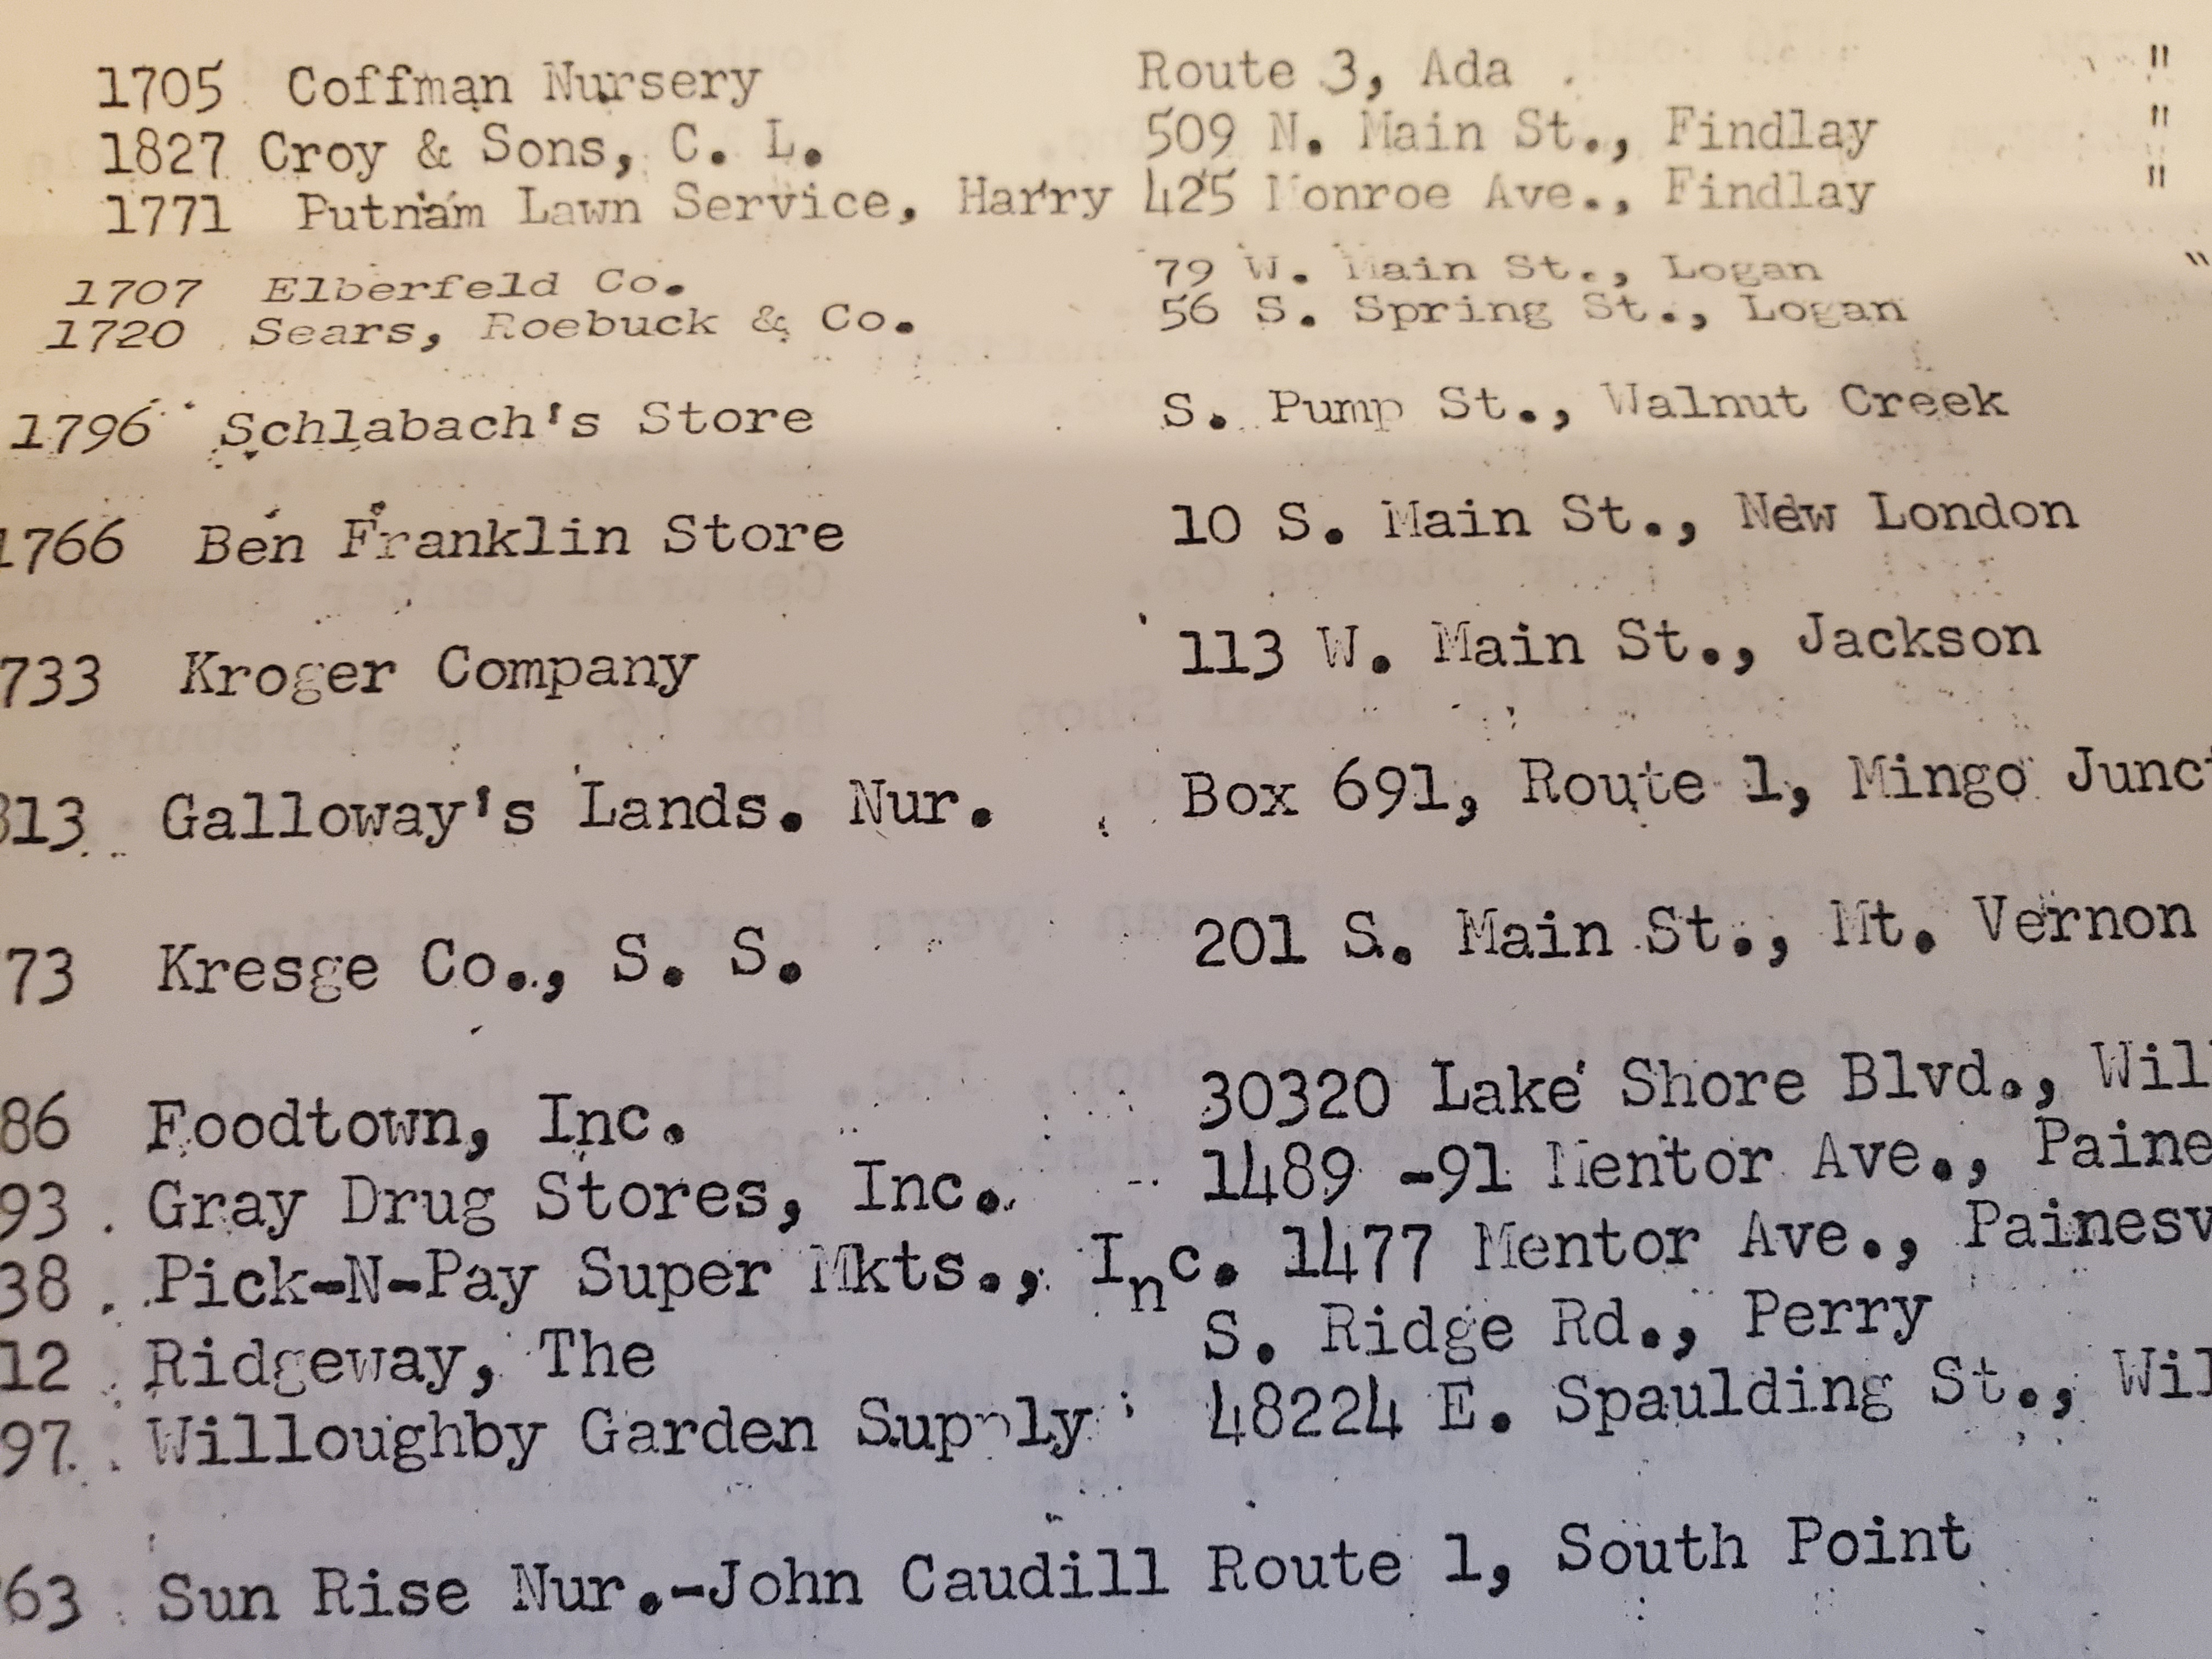 1705 Coffman Nursery Route 3, Ada "
1827 Croy & Sons, C. L. 509 N. Main St., Findlay "
1771 Putnam Lawn Service, Harry 425 Monroe Ave., Findlay "
1707 Elberfeld Co. 79 W. Main St., Logan "
1720 Sears, Roebuck & Co. 56 S. Spring St., Logan
1796 Schlabach's Store S. Pump St., Walnut Creek
1766 Ben Franklin Store 10 S. Main St., New London
733 Kroger Company 113 W. Main St., Jackson
813 Galloway's Lands. Nur. Box 691, Route 1, Mingo Junct
73 Kresge Co., S. S. 201 S. Main St., Mt. Vernon
86 Foodtown, Inc. 30320 Lake Shore Blvd., Wil
93 Gray Drug Stores, Inc. 1489 -91 Mentor Ave., Paine
38 Pick-N-Pay Super Mkts., Inc. 1477 Mentor Ave., Painesv
12 Ridgeway, The S. Ridge Rd., Perry
97 Willoughby Garden Supply 48224 E. Spaulding St., Wil
63 Sun Rise Nur.-John Caudill Route 1, South Point